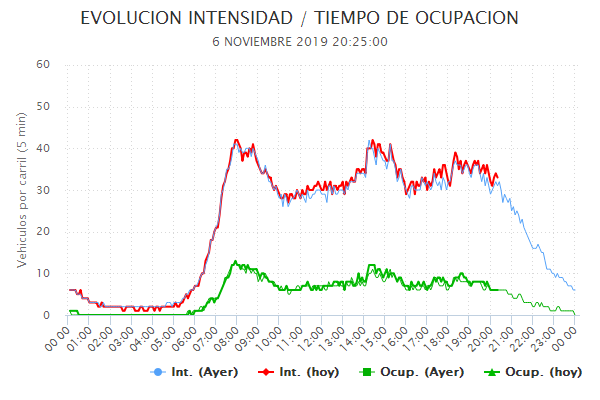 EVOLUCION INTENSIDAD / TIEMPO DE OCUPACION
6 NOVIEMBRE 2019 20:25:00
Vehiculos por carril (5 min)
60
50
40
30
20
10
0
00:00 01:00 02:00 03:00 04:00 05:00 06:00 07:00 08:00 09:00 10:00 11:00 12:00 13:00 14:00 15:00 16:00 17:00 18:00 19:00 20:00 21:00 22:00 23:00 00:00
Int. (Ayer) Int. (hoy) Ocup. (Ayer) Ocup. (hoy)